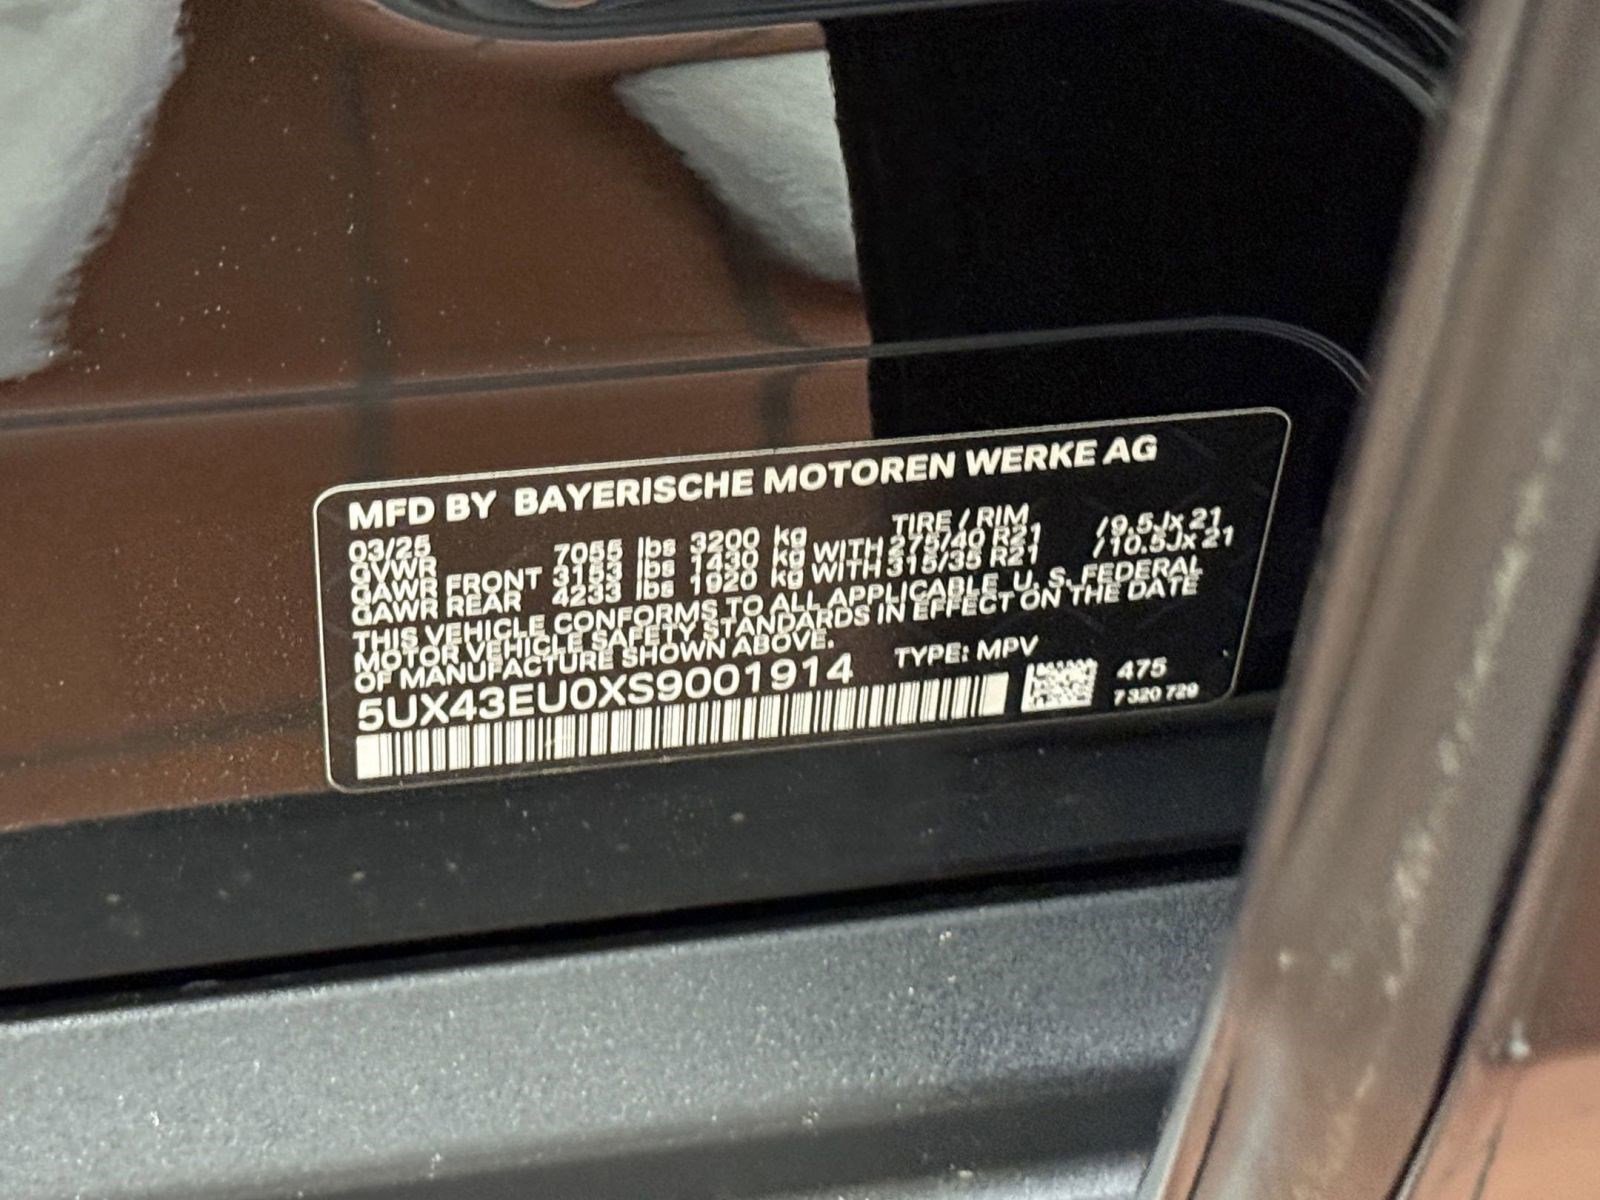 MFD BY BAYERISCHE MOTOREN WERKE AG
03/25 TIRE / RIM
GVWR 7055 lbs 3200 kg
GAWR FRONT 3153 lbs 1430 kg WITH 275/40 R21 /9.5Jx 21
GAWR REAR 4233 lbs 1920 kg WITH 315/35 R21 /10.5Jx 21
THIS VEHICLE CONFORMS TO ALL APPLICABLE U. S. FEDERAL
MOTOR VEHICLE SAFETY STANDARDS IN EFFECT ON THE DATE
OF MANUFACTURE SHOWN ABOVE.
5UX43EU0XS9001914 TYPE: MPV
475
7 320 729